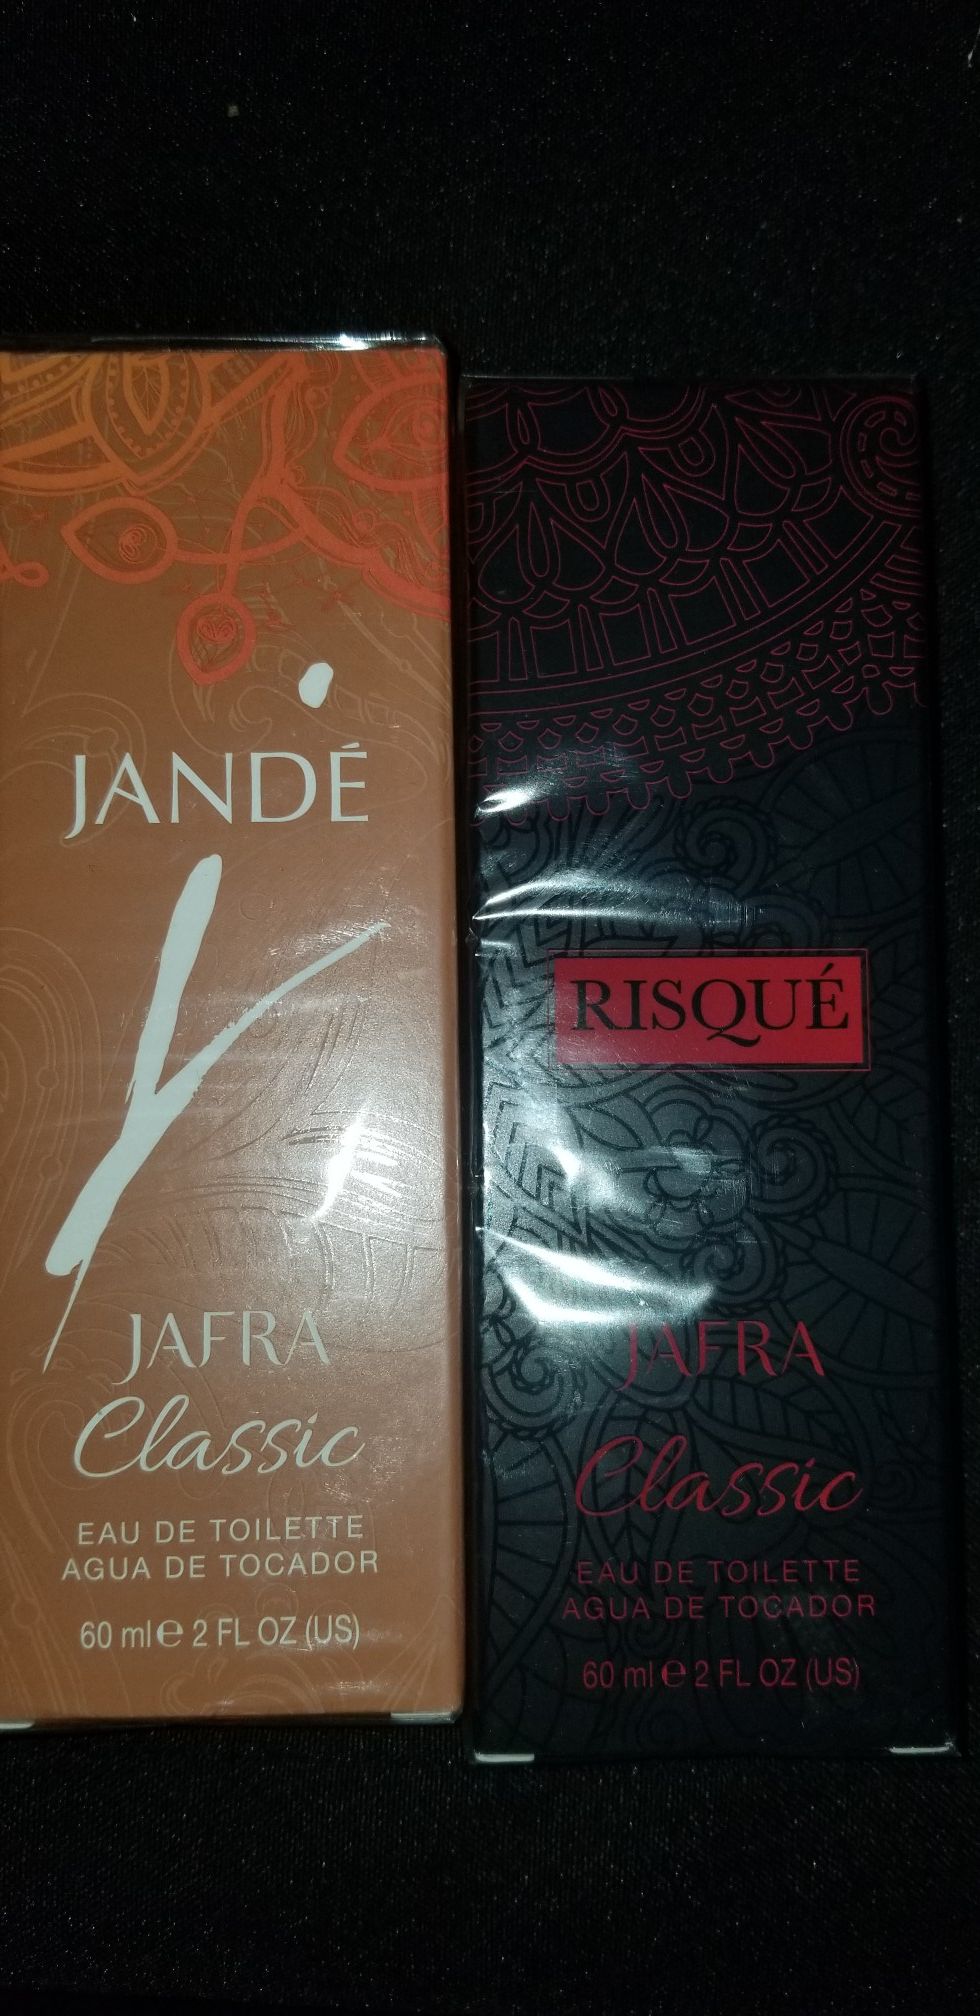 JANDÉ
JAFRA
Classic
EAU DE TOILETTE
AGUA DE TOCADOR
60 ml e 2 FL OZ (US)
RISQUÉ
JAFRA
Classic
EAU DE TOILETTE
AGUA DE TOCADOR
60 ml e 2 FL OZ (US)